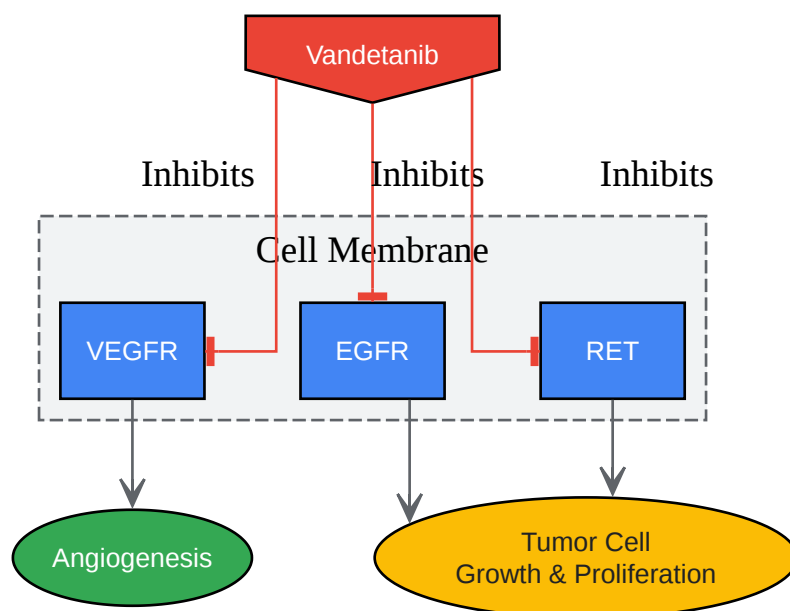 Vandetanib
Inhibits
Inhibits
Inhibits
Cell Membrane
VEGFR
EGFR
RET
Angiogenesis
Tumor Cell
Growth & Proliferation